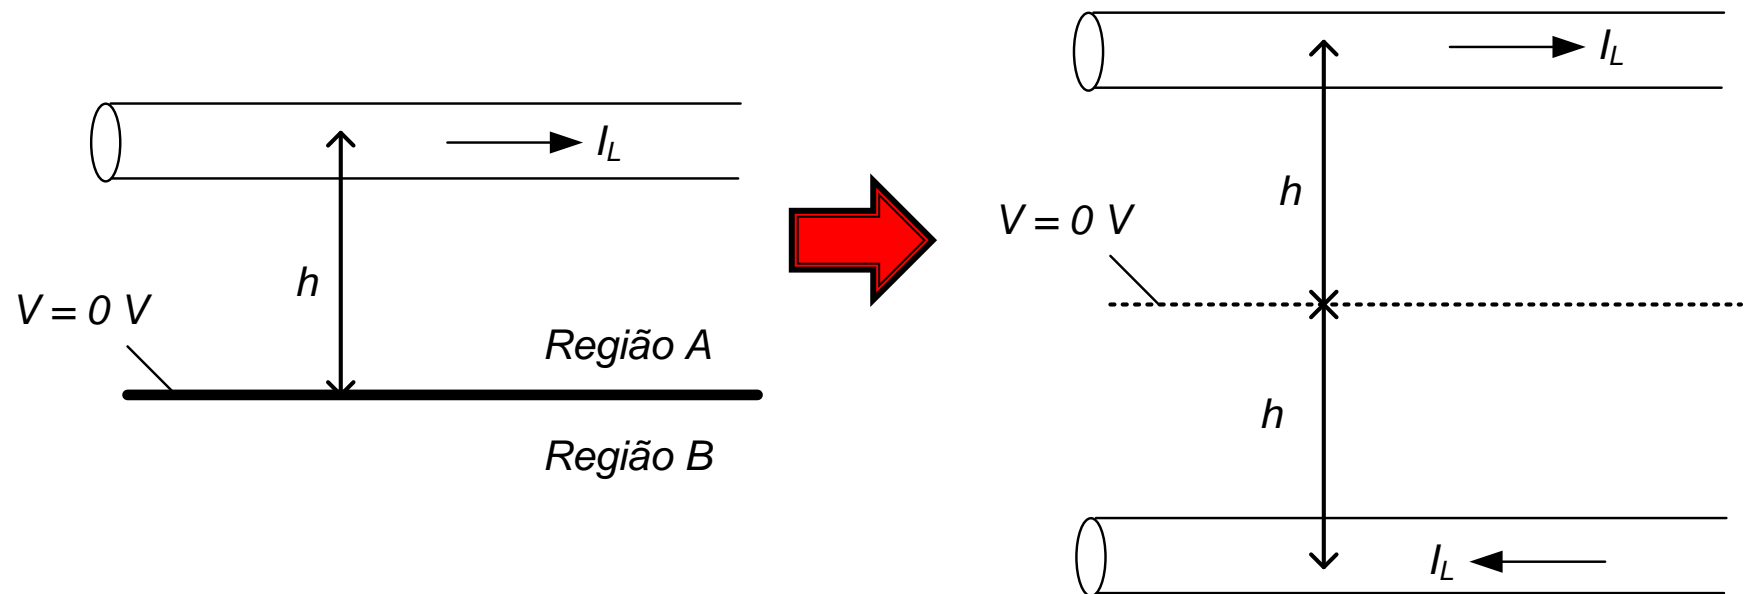 I_L
h
V = 0 V
Região A
Região B
I_L
h
V = 0 V
h
I_L